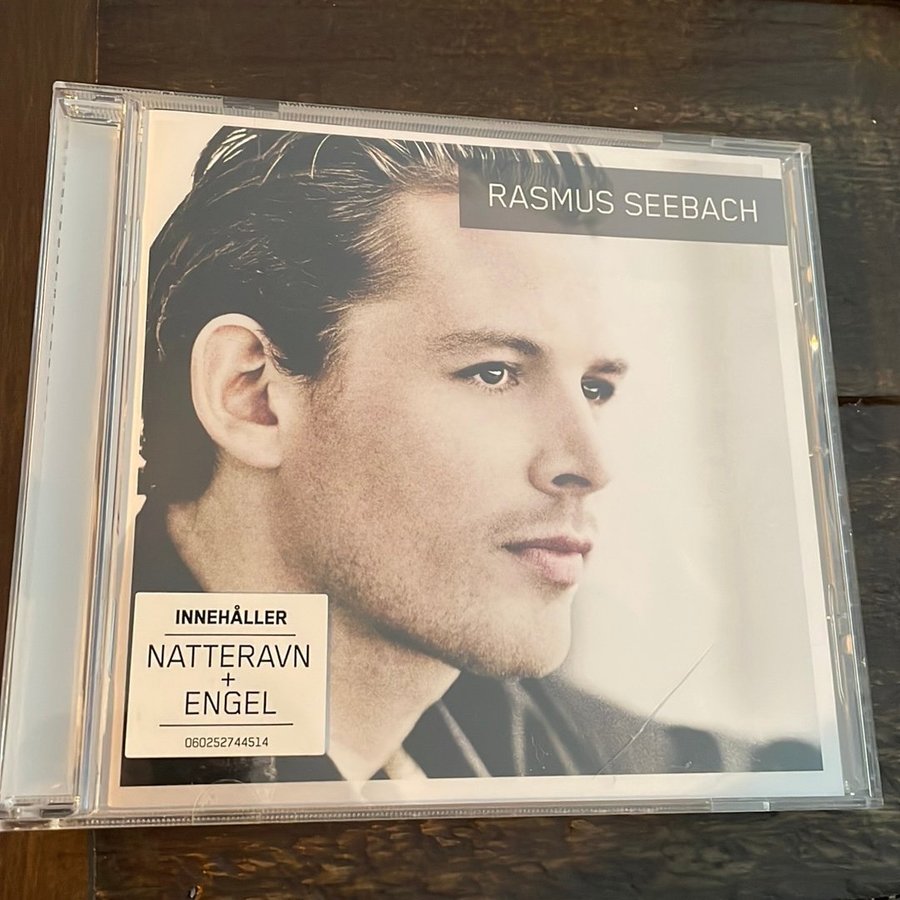 RASMUS SEEBACH
INNEHÅLLER
NATTERAVN
+
ENGEL
060252744514